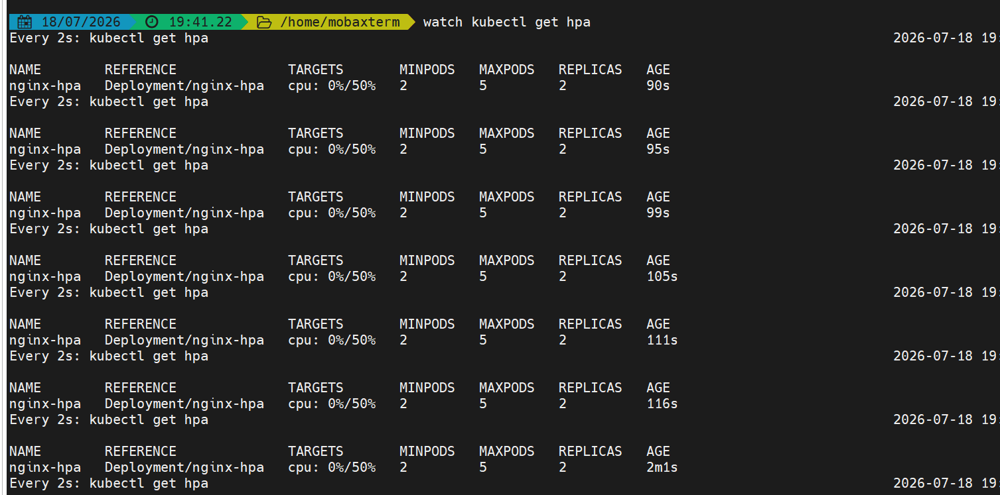 18/07/2026 19:41.22 /home/mobaxterm watch kubectl get hpa
Every 2s: kubectl get hpa 2026-07-18 19:
NAME REFERENCE TARGETS MINPODS MAXPODS REPLICAS AGE
nginx-hpa Deployment/nginx-hpa cpu: 0%/50% 2 5 2 90s
Every 2s: kubectl get hpa 2026-07-18 19:
NAME REFERENCE TARGETS MINPODS MAXPODS REPLICAS AGE
nginx-hpa Deployment/nginx-hpa cpu: 0%/50% 2 5 2 95s
Every 2s: kubectl get hpa 2026-07-18 19:
NAME REFERENCE TARGETS MINPODS MAXPODS REPLICAS AGE
nginx-hpa Deployment/nginx-hpa cpu: 0%/50% 2 5 2 99s
Every 2s: kubectl get hpa 2026-07-18 19:
NAME REFERENCE TARGETS MINPODS MAXPODS REPLICAS AGE
nginx-hpa Deployment/nginx-hpa cpu: 0%/50% 2 5 2 105s
Every 2s: kubectl get hpa 2026-07-18 19:
NAME REFERENCE TARGETS MINPODS MAXPODS REPLICAS AGE
nginx-hpa Deployment/nginx-hpa cpu: 0%/50% 2 5 2 111s
Every 2s: kubectl get hpa 2026-07-18 19:
NAME REFERENCE TARGETS MINPODS MAXPODS REPLICAS AGE
nginx-hpa Deployment/nginx-hpa cpu: 0%/50% 2 5 2 116s
Every 2s: kubectl get hpa 2026-07-18 19:
NAME REFERENCE TARGETS MINPODS MAXPODS REPLICAS AGE
nginx-hpa Deployment/nginx-hpa cpu: 0%/50% 2 5 2 2m1s
Every 2s: kubectl get hpa 2026-07-18 19: